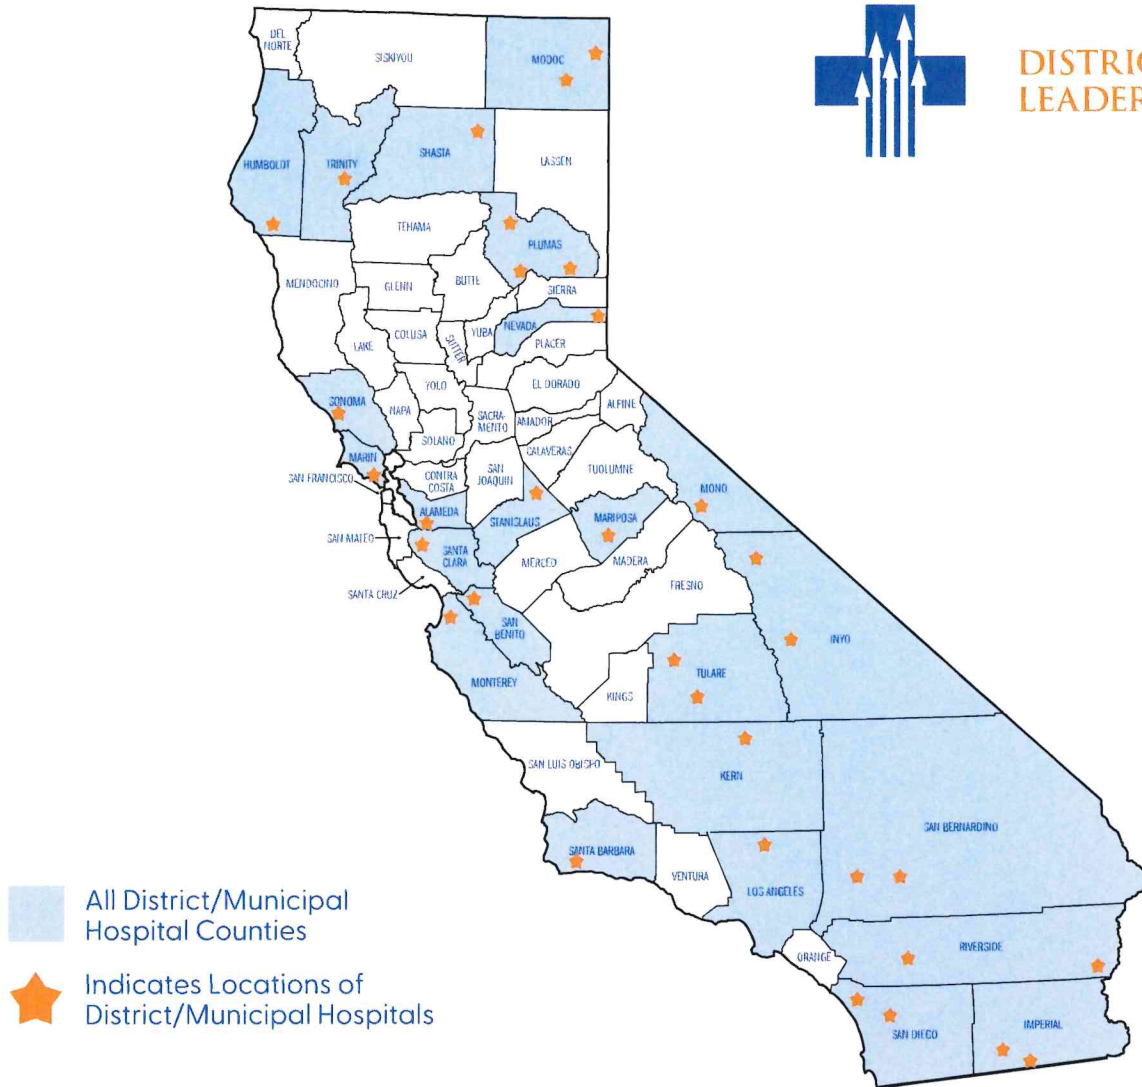 DISTRIC
LEADER
DEL
NORTE
SISKIYOU
MODOC
HUMBOLDT
TRINITY
SHASTA
LASSEN
TEHAMA
PLUMAS
MENDOCINO
GLENN
BUTTE
SIERRA
LAKE
COLUSA
SUTTER
YUBA
NEVADA
PLACER
SONOMA
NAPA
YOLO
EL DORADO
SACRA-
MENTO
AMADOR
ALPINE
SOLANO
MARIN
CALAVERAS
SAN FRANCISCO
CONTRA
COSTA
SAN
JOAQUIN
TUOLUMNE
MONO
ALAMEDA
STANISLAUS
MARIPOSA
SAN MATEO
SANTA
CLARA
MERCED
MADERA
SANTA CRUZ
FRESNO
SAN
BENITO
INYO
MONTEREY
KINGS
TULARE
SAN LUIS OBISPO
KERN
SAN BERNARDINO
SANTA BARBARA
VENTURA
LOS ANGELES
ORANGE
RIVERSIDE
SAN DIEGO
IMPERIAL
All District/Municipal
Hospital Counties
Indicates Locations of
District/Municipal Hospitals